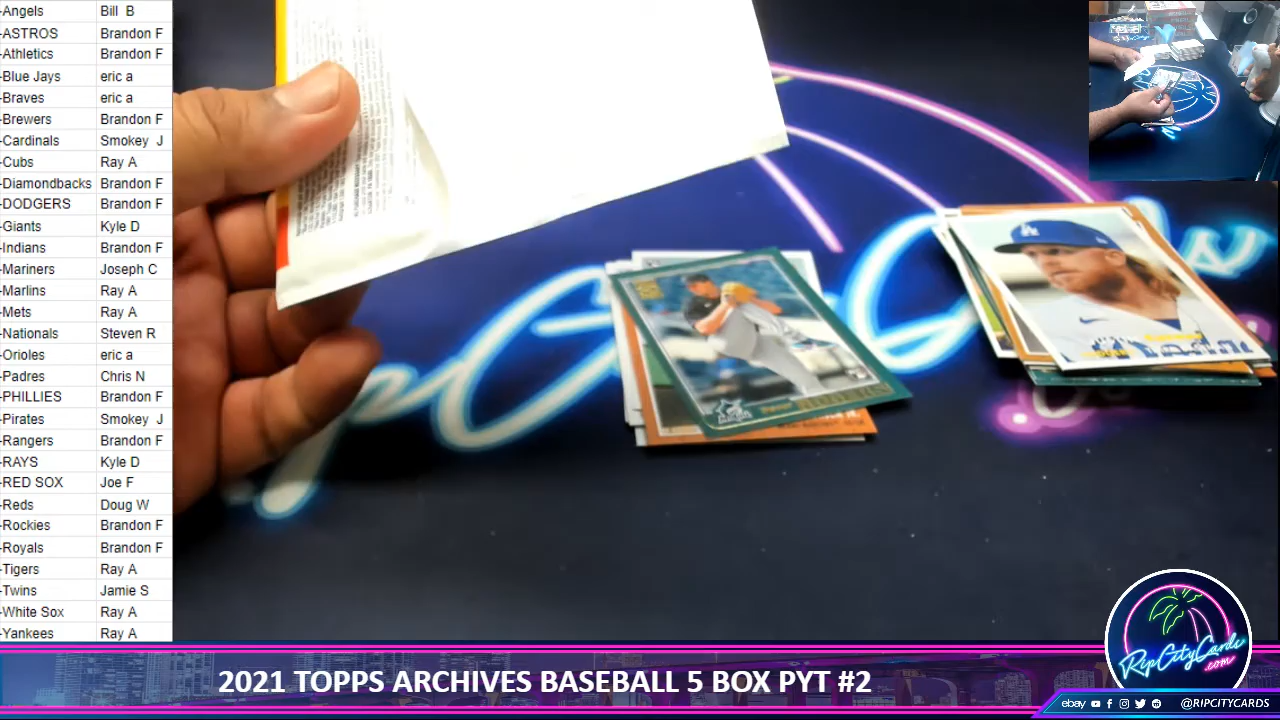 -Angels Bill B
-ASTROS Brandon F
-Athletics Brandon F
-Blue Jays eric a
-Braves eric a
-Brewers Brandon F
-Cardinals Smokey J
-Cubs Ray A
-Diamondbacks Brandon F
-DODGERS Brandon F
-Giants Kyle D
-Indians Brandon F
-Mariners Joseph C
-Marlins Ray A
-Mets Ray A
-Nationals Steven R
-Orioles eric a
-Padres Chris N
-PHILLIES Brandon F
-Pirates Smokey J
-Rangers Brandon F
-RAYS Kyle D
-RED SOX Joe F
-Reds Doug W
-Rockies Brandon F
-Royals Brandon F
-Tigers Ray A
-Twins Jamie S
-White Sox Ray A
-Yankees Ray A
2021 TOPPS ARCHIVES BASEBALL 5 BOX PYT #2
RipCityCards
.com
ebay @RIPCITYCARDS